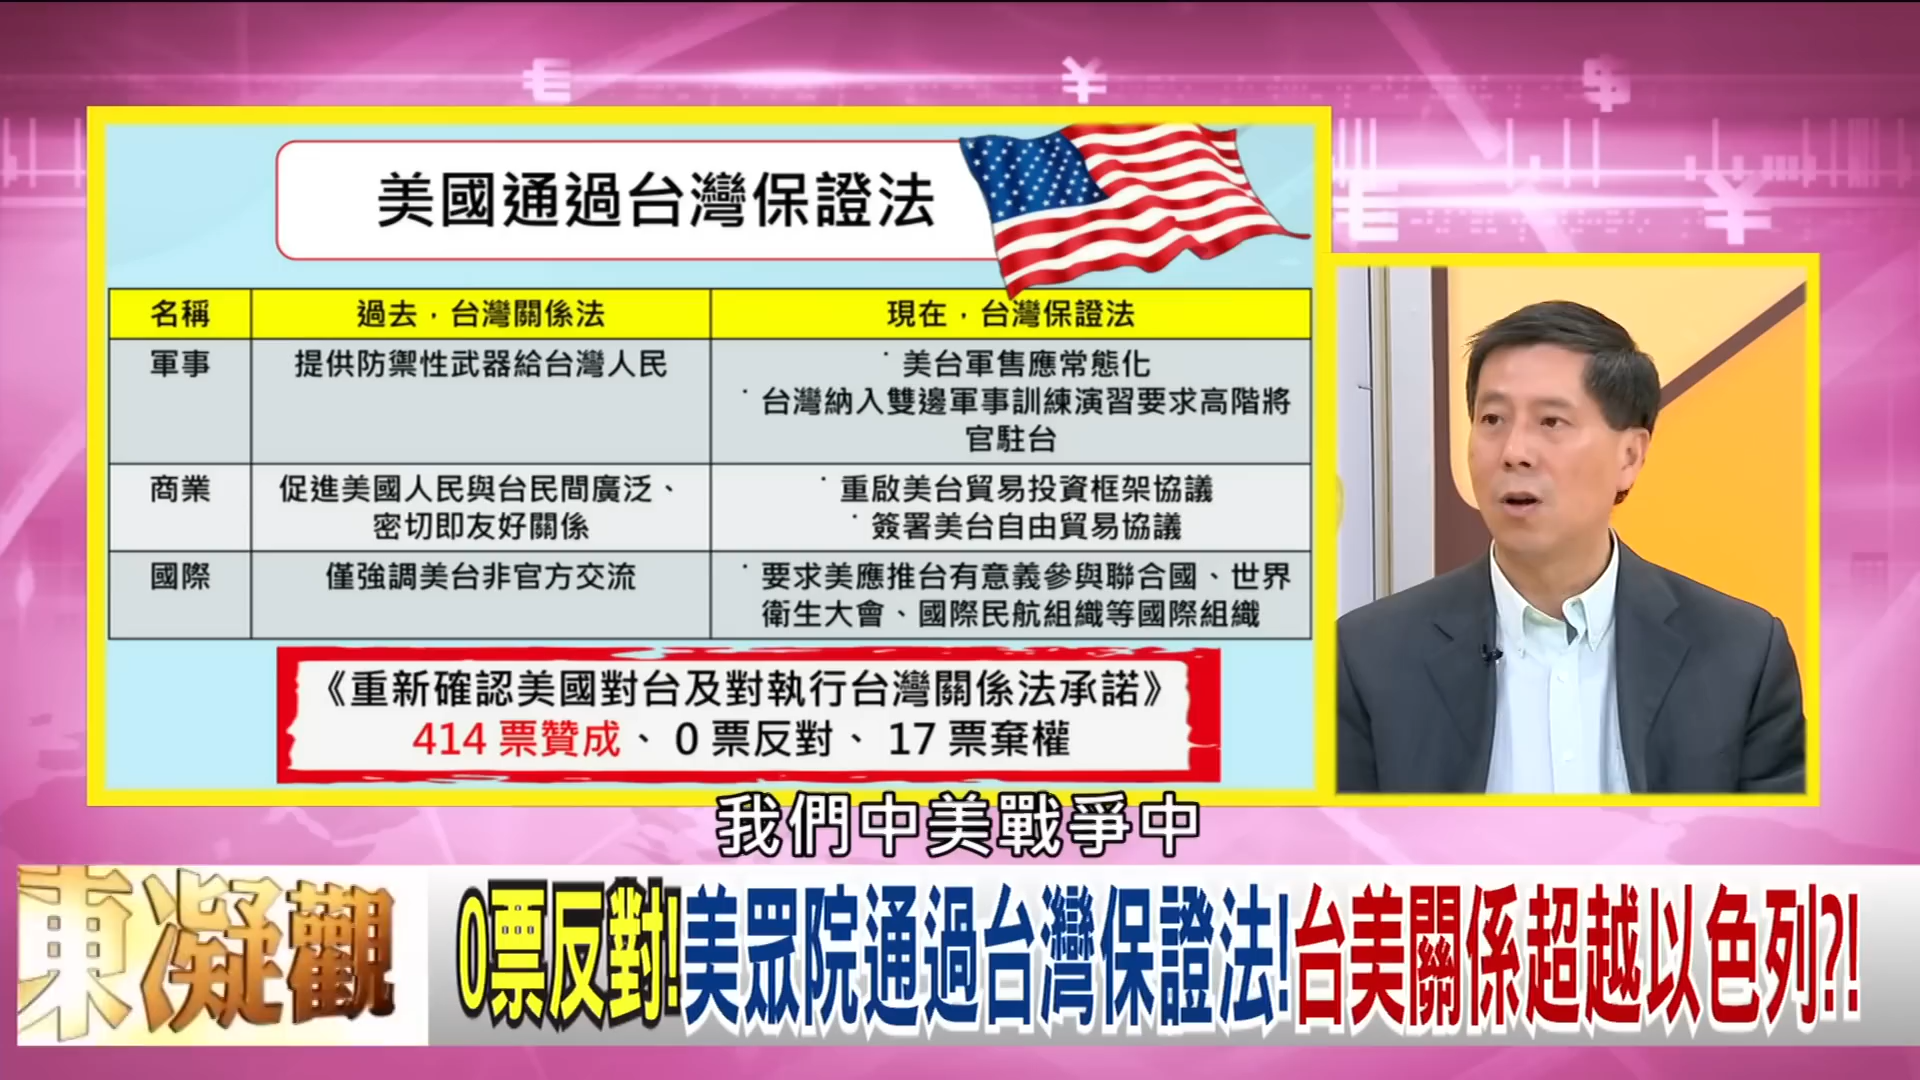 美國通過台灣保證法
名稱
過去，台灣關係法
現在，台灣保證法
軍事
提供防禦性武器給台灣人民
˙美台軍售應常態化
˙台灣納入雙邊軍事訓練演習要求高階將
官駐台
商業
促進美國人民與台民間廣泛、
密切即友好關係
˙重啟美台貿易投資框架協議
˙簽署美台自由貿易協議
國際
僅強調美台非官方交流
˙要求美應推台有意義參與聯合國、世界
衛生大會、國際民航組織等國際組織
《重新確認美國對台及對執行台灣關係法承諾》
414 票贊成、 0 票反對、 17 票棄權
我們中美戰爭中
東凝觀
0票反對!美眾院通過台灣保證法!台美關係超越以色列?!